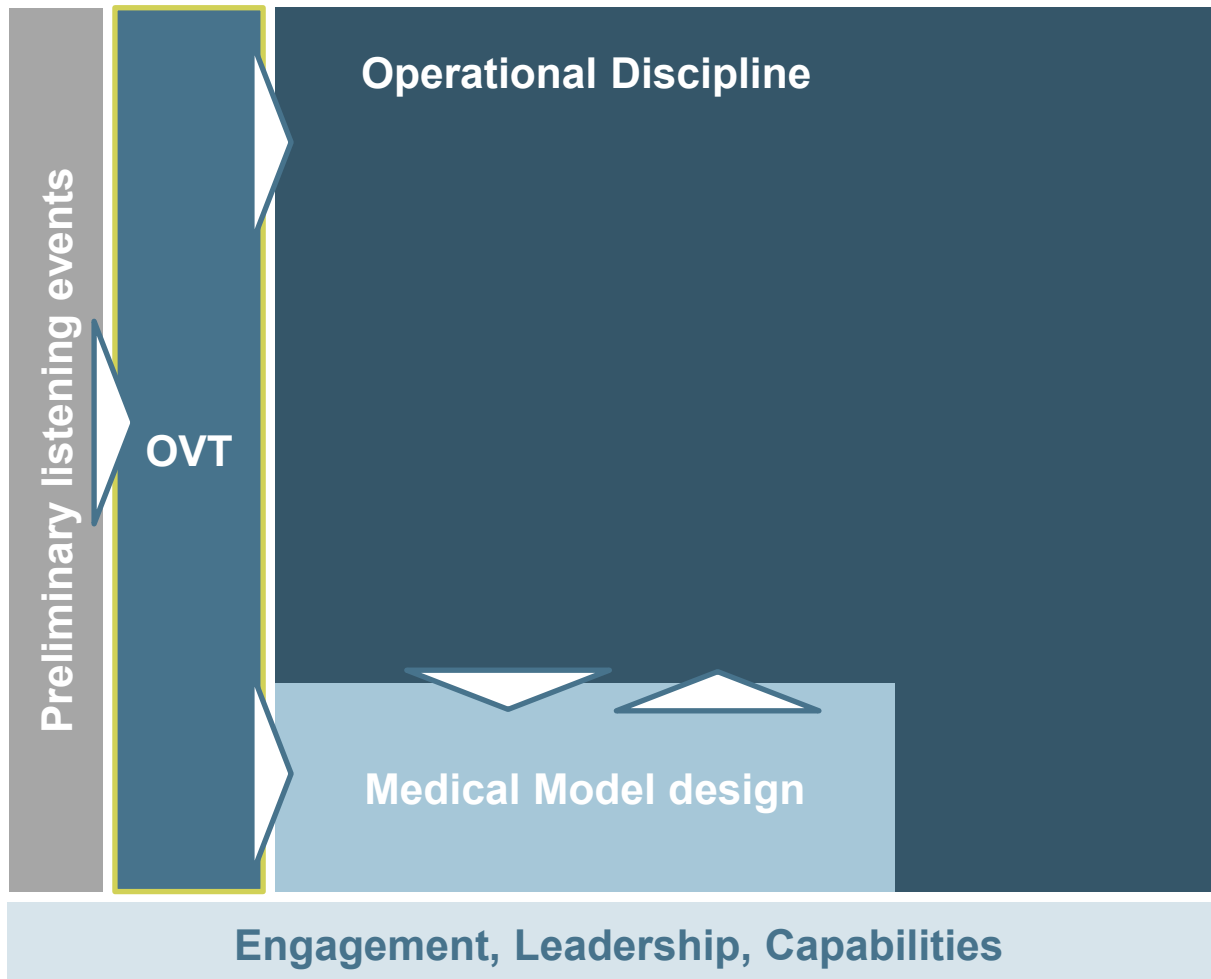 Preliminary listening events
OVT
Operational Discipline
Medical Model design
Engagement, Leadership, Capabilities